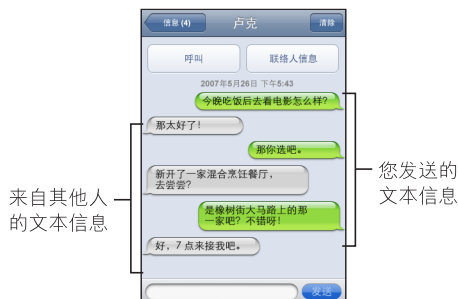 信息 (4)
卢克
清除
呼叫
联络人信息
2007年5月26日 下午5:43
今晚吃饭后去看电影怎么样？
那太好了！
那你选吧。
新开了一家混合烹饪餐厅，
去尝尝？
是橡树街大马路上的那
一家吧？不错呀！
好，7 点来接我吧。
发送
来自其他人
的文本信息
您发送的
文本信息